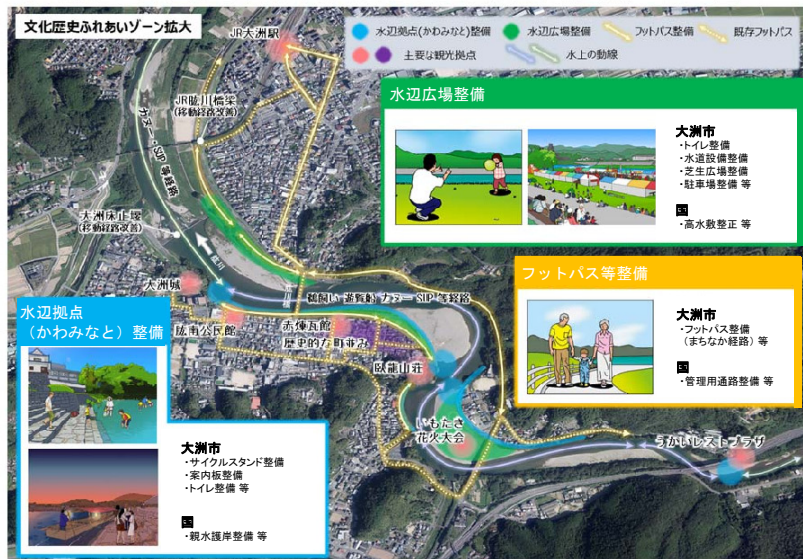 文化歴史ふれあいゾーン拡大
水辺拠点(かわみなと)整備
水辺広場整備
フットパス整備
既存フットパス
主要な観光拠点
水上の動線
JR大洲駅
JR肱川橋梁
(移動経路改善)
カヌー・SIP 等経路
大洲床止堰
(移動経路改善)
肱川
大洲城
鵜飼い 遊覧船 カヌー SIP 等経路
肱南公民館
赤煉瓦館
歴史的な町並み
臥龍山荘
いもたき
花火大会
うかいレストプラザ
水辺広場整備
大洲市
・トイレ整備
・水道設備整備
・芝生広場整備
・駐車場整備 等
・高水敷整正 等
フットパス等整備
大洲市
・フットパス整備
(まちなか経路) 等
・管理用通路整備 等
水辺拠点
(かわみなと)整備
大洲市
・サイクルスタンド整備
・案内板整備
・トイレ整備 等
・親水護岸整備 等